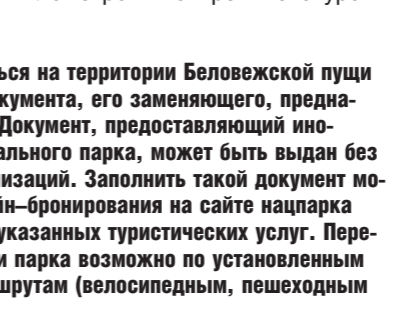 ься на территории Беловежской пущи
кумента, его заменяющего, предна-
Документ, предоставляющий ино-
ального парка, может быть выдан без
низаций. Заполнить такой документ мо-
йн–бронирования на сайте нацпарка
указанных туристических услуг. Пере-
и парка возможно по установленным
шрутам (велосипедным, пешеходным